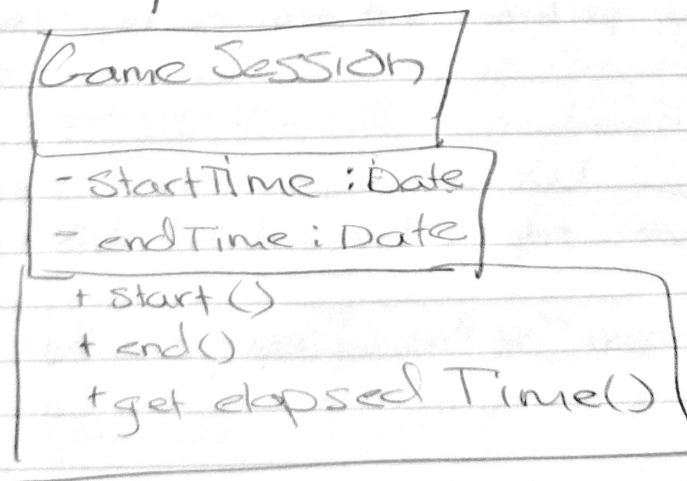 Game Session
- startTime : Date
- endTime : Date
+ start()
+ end()
+ get elapsed Time()